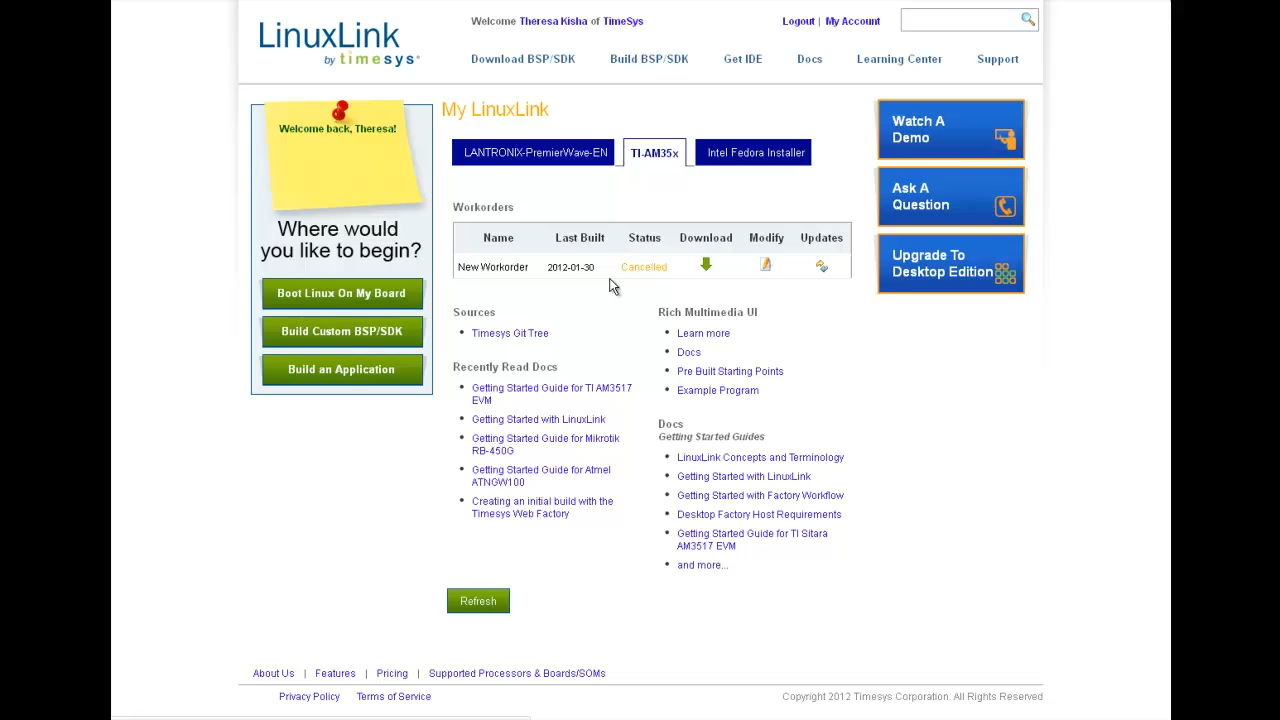 LinuxLink
by timesys
Welcome Theresa Kisha of TimeSys
Logout | My Account
Download BSP/SDK
Build BSP/SDK
Get IDE
Docs
Learning Center
Support
Welcome back, Theresa!
Where would
you like to begin?
Boot Linux On My Board
Build Custom BSP/SDK
Build an Application
My LinuxLink
LANTRONIX-PremierWave-EN
TI-AM35x
Intel Fedora Installer
Workorders
Name Last Built Status Download Modify Updates
New Workorder 2012-01-30 Cancelled
Sources
Timesys Git Tree
Recently Read Docs
Getting Started Guide for TI AM3517
EVM
Getting Started with LinuxLink
Getting Started Guide for Mikrotik
RB-450G
Getting Started Guide for Atmel
ATNGW100
Creating an initial build with the
Timesys Web Factory
Rich Multimedia UI
Learn more
Docs
Pre Built Starting Points
Example Program
Docs
Getting Started Guides
LinuxLink Concepts and Terminology
Getting Started with LinuxLink
Getting Started with Factory Workflow
Desktop Factory Host Requirements
Getting Started Guide for TI Sitara
AM3517 EVM
and more...
Refresh
Watch A
Demo
Ask A
Question
Upgrade To
Desktop Edition
About Us | Features | Pricing | Supported Processors & Boards/SOMs
Privacy Policy
Terms of Service
Copyright 2012 Timesys Corporation. All Rights Reserved